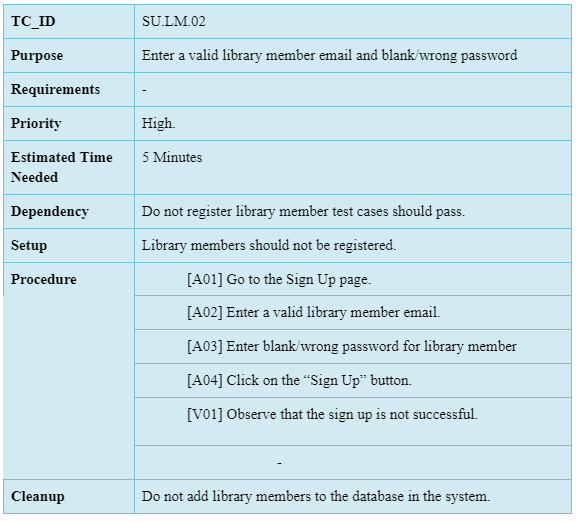 TC_ID SU.LM.02
Purpose Enter a valid library member email and blank/wrong password
Requirements -
Priority High.
Estimated Time 5 Minutes
Needed
Dependency Do not register library member test cases should pass.
Setup Library members should not be registered.
Procedure [A01] Go to the Sign Up page.
[A02] Enter a valid library member email.
[A03] Enter blank/wrong password for library member
[A04] Click on the “Sign Up” button.
[V01] Observe that the sign up is not successful.
-
Cleanup Do not add library members to the database in the system.